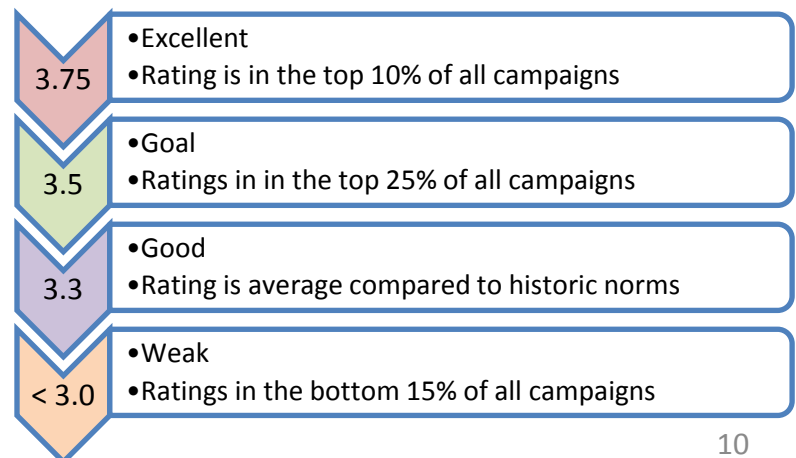 3.75
•Excellent
•Rating is in the top 10% of all campaigns
3.5
•Goal
•Ratings in in the top 25% of all campaigns
3.3
•Good
•Rating is average compared to historic norms
< 3.0
•Weak
•Ratings in the bottom 15% of all campaigns
10